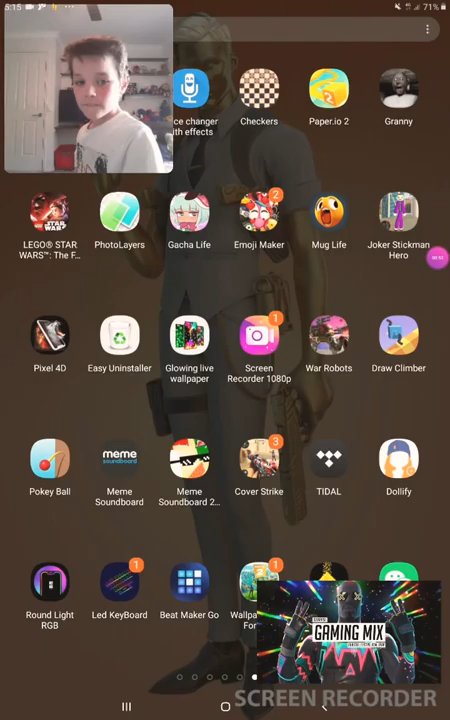 5:15
71%
ce changer
ith effects
Checkers
Paper.io 2
Granny
2
LEGO® STAR
WARS™: The F...
PhotoLayers
Gacha Life
Emoji Maker
Mug Life
Joker Stickman
Hero
1
Pixel 4D
Easy Uninstaller
Glowing live
wallpaper
Screen
Recorder 1080p
War Robots
Draw Climber
3
meme
soundboard
Pokey Ball
Meme
Soundboard
Meme
Soundboard 2...
Cover Strike
TIDAL
Dollify
1
1
Round Light
RGB
Led KeyBoard
Beat Maker Go
Wallpa
For
GAMING MIX
SCREEN RECORDER